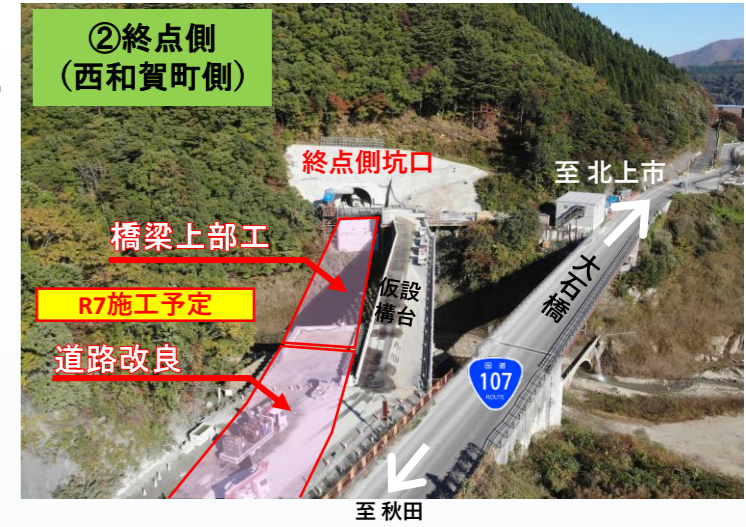 ②終点側
（西和賀町側）
終点側坑口
至 北上市
橋梁上部工
大石橋
仮設
構台
R7施工予定
道路改良
国道
107
ROUTE
至 秋田